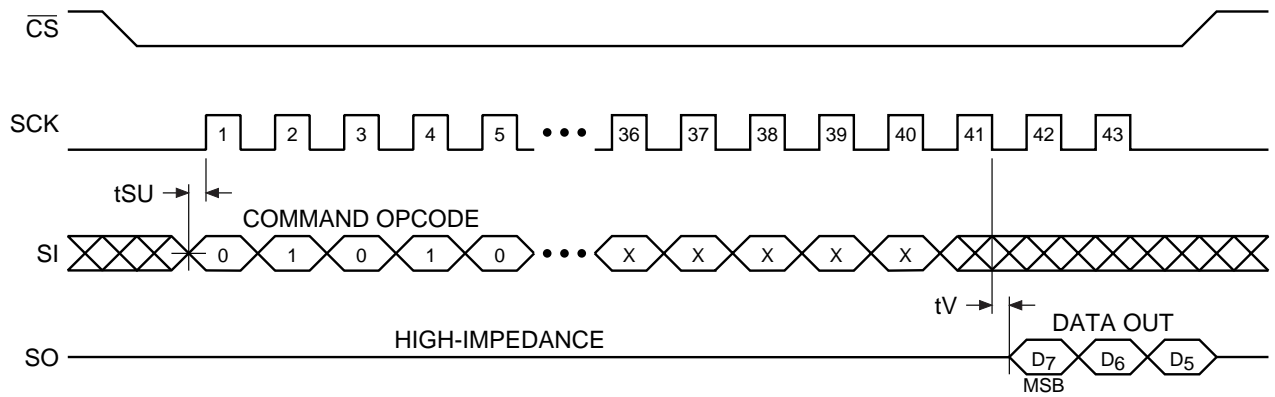 CS
SCK
1 2 3 4 5 ••• 36 37 38 39 40 41 42 43
tSU
COMMAND OPCODE
SI
0 1 0 1 0 ••• X X X X X
tV
HIGH-IMPEDANCE
DATA OUT
SO
D7 D6 D5
MSB